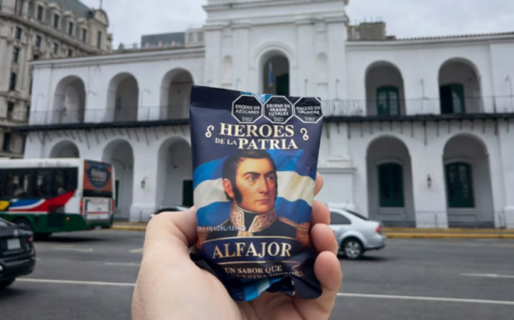 EXCESO EN
AZÚCARES
EXCESO EN
GRASAS
TOTALES
EXCESO EN
CALORÍAS
HEROES
DE LA PATRIA
ALFAJOR
UN SABOR QUE